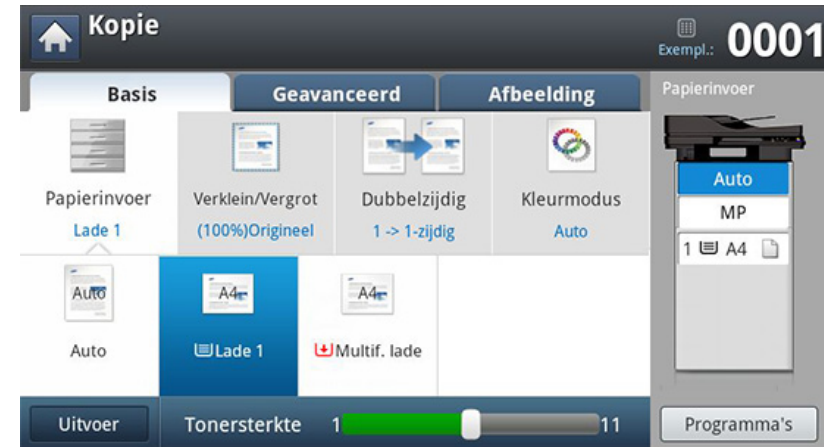 Kopie
Exempl.: 0001
Basis
Geavanceerd
Afbeelding
Papierinvoer
Papierinvoer
Lade 1
Verklein/Vergrot
(100%)Origineel
Dubbelzijdig
1 -> 1-zijdig
Kleurmodus
Auto
Auto
MP
1 A4
Auto
Auto
A4
Lade 1
A4
Multif. lade
Uitvoer
Tonersterkte 1 11
Programma's